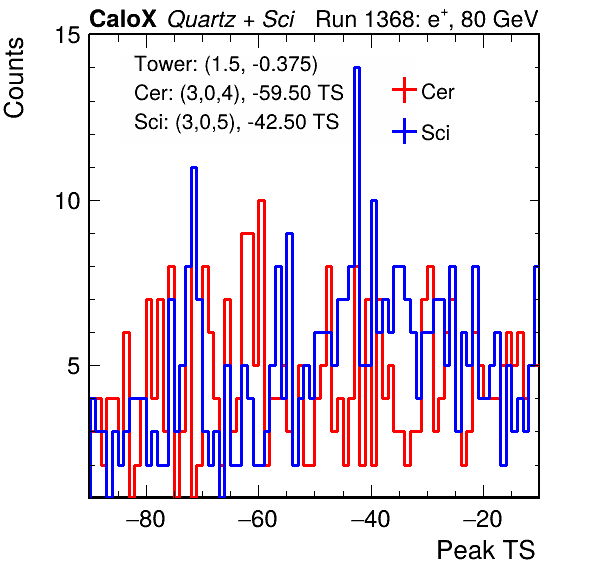 CaloX Quartz + Sci Run 1368: e+, 80 GeV
Counts
15
10
5
Tower: (1.5, -0.375)
Cer: (3,0,4), -59.50 TS
Sci: (3,0,5), -42.50 TS
Cer
Sci
−80 −60 −40 −20
Peak TS